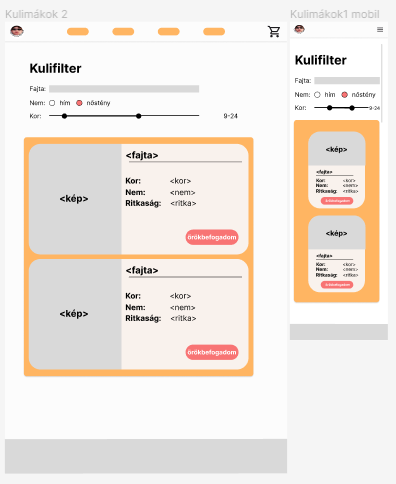 Kulimákok 2
Kulifilter
Fajta:
Nem: hím nőstény
Kor: 9-24
<kép>
<fajta>
Kor: <kor>
Nem: <nem>
Ritkaság: <ritka>
örökbefogadom
<kép>
<fajta>
Kor: <kor>
Nem: <nem>
Ritkaság: <ritka>
örökbefogadom
Kulimákok1 mobil
Kulifilter
Fajta:
Nem: hím nőstény
Kor: 9-24
<kép>
<fajta>
Kor: <kor>
Nem: <nem>
Ritkaság: <ritka>
örökbefogadom
<kép>
<fajta>
Kor: <kor>
Nem: <nem>
Ritkaság: <ritka>
örökbefogadom